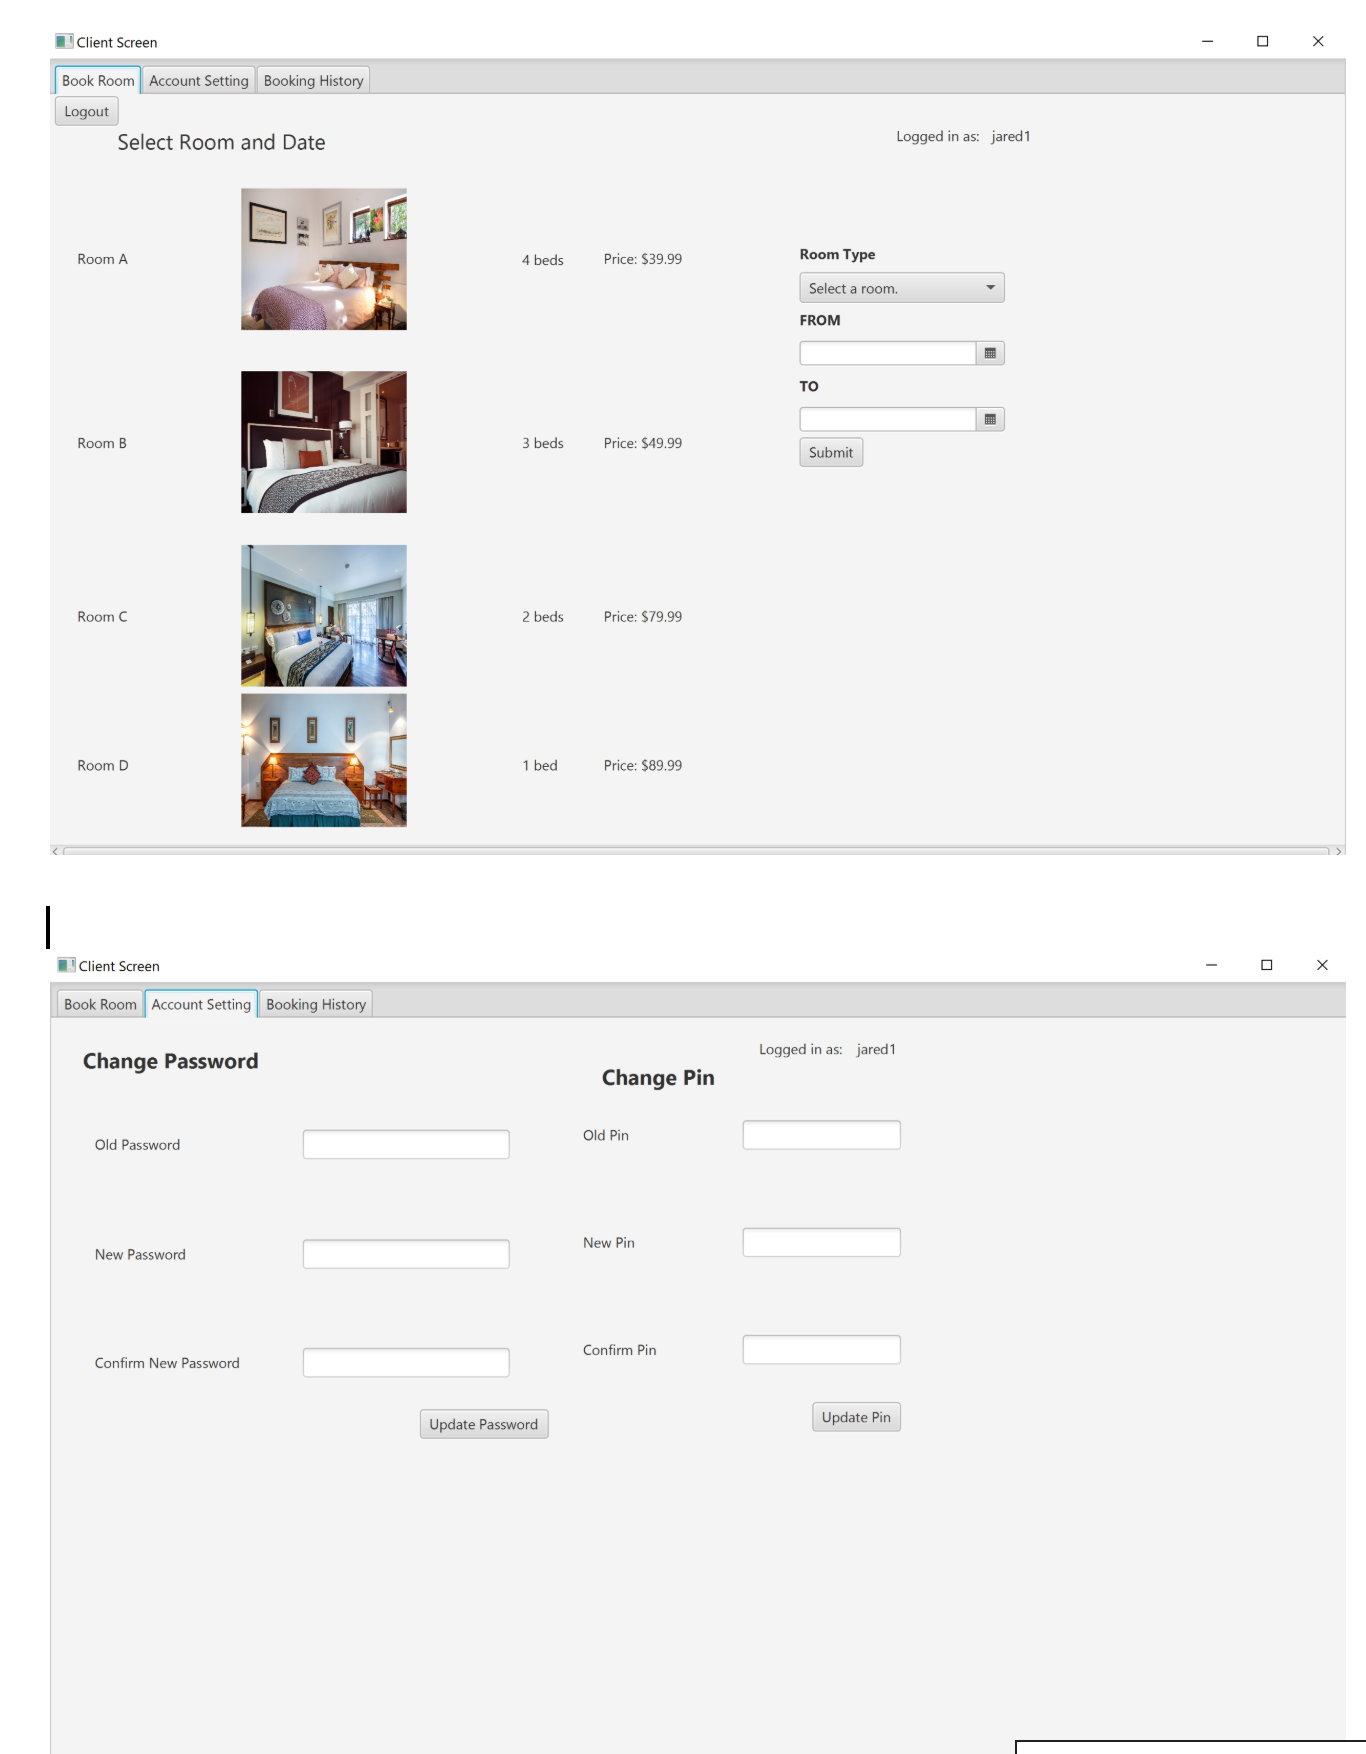 Client Screen
Book Room Account Setting Booking History
Logout
Select Room and Date
Logged in as: jared1
Room A 4 beds Price: $39.99
Room Type
Select a room.
FROM
TO
Room B 3 beds Price: $49.99
Submit
Room C 2 beds Price: $79.99
Room D 1 bed Price: $89.99
Client Screen
Book Room Account Setting Booking History
Logged in as: jared1
Change Password
Change Pin
Old Password
Old Pin
New Password
New Pin
Confirm New Password
Confirm Pin
Update Password
Update Pin